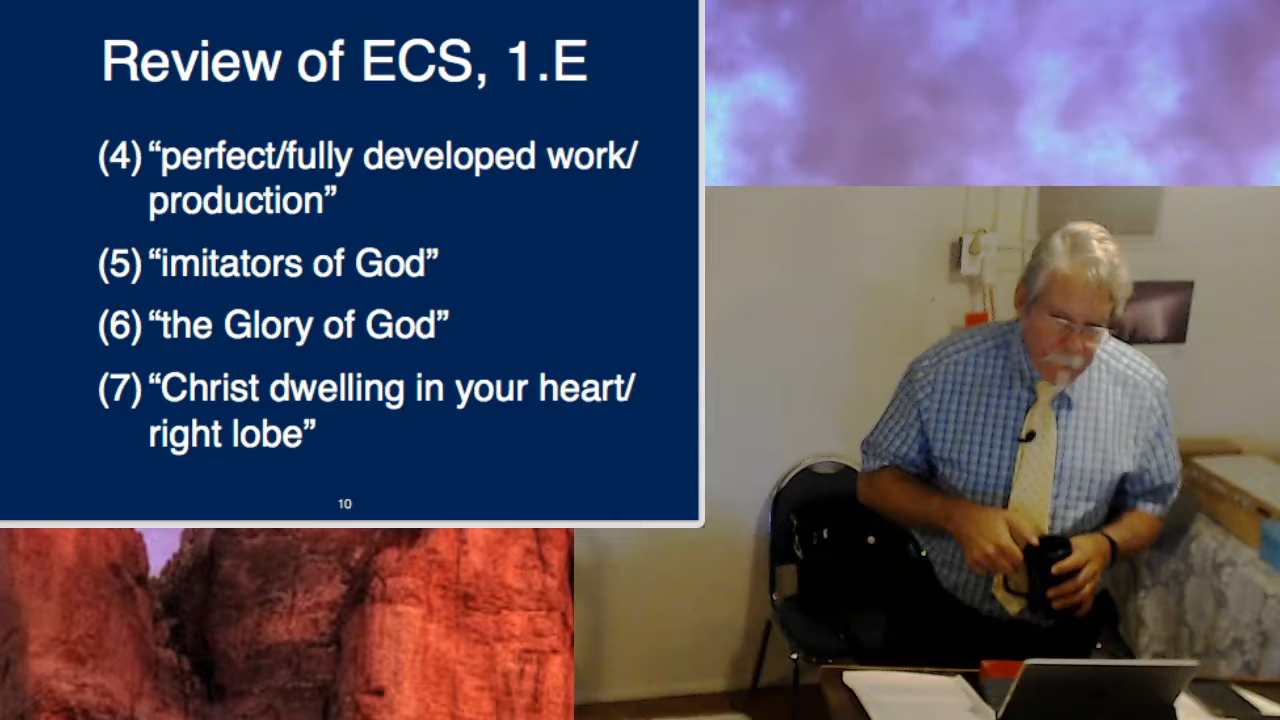 Review of ECS, 1.E
(4) “perfect/fully developed work/
production”
(5) “imitators of God”
(6) “the Glory of God”
(7) “Christ dwelling in your heart/
right lobe”
10